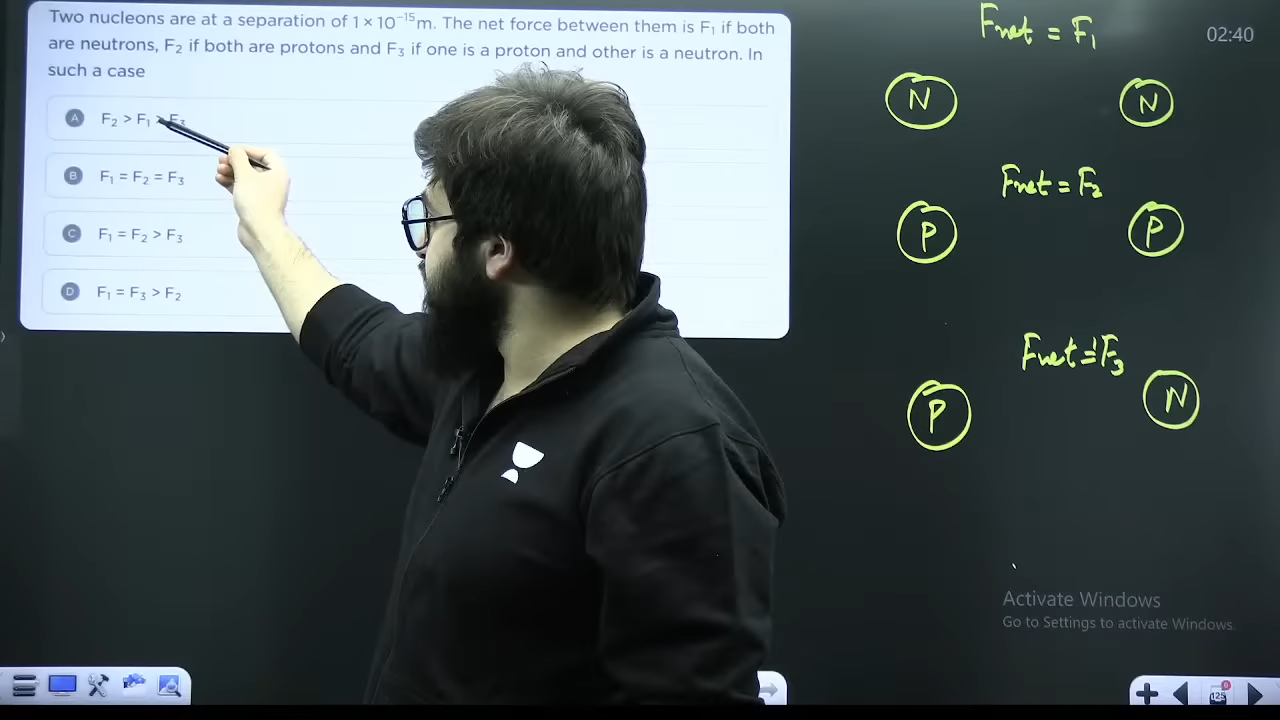 Two nucleons are at a separation of 1 × 10⁻¹⁵m. The net force between them is F₁ if both
are neutrons, F₂ if both are protons and F₃ if one is a proton and other is a neutron. In
such a case
A F₂ > F₁ > F₃
B F₁ = F₂ = F₃
C F₁ = F₂ > F₃
D F₁ = F₃ > F₂
Fnet = F₁
02:40
N N
Fnet = F₂
P P
Fnet = F₃
P N
Activate Windows
Go to Settings to activate Windows.
125